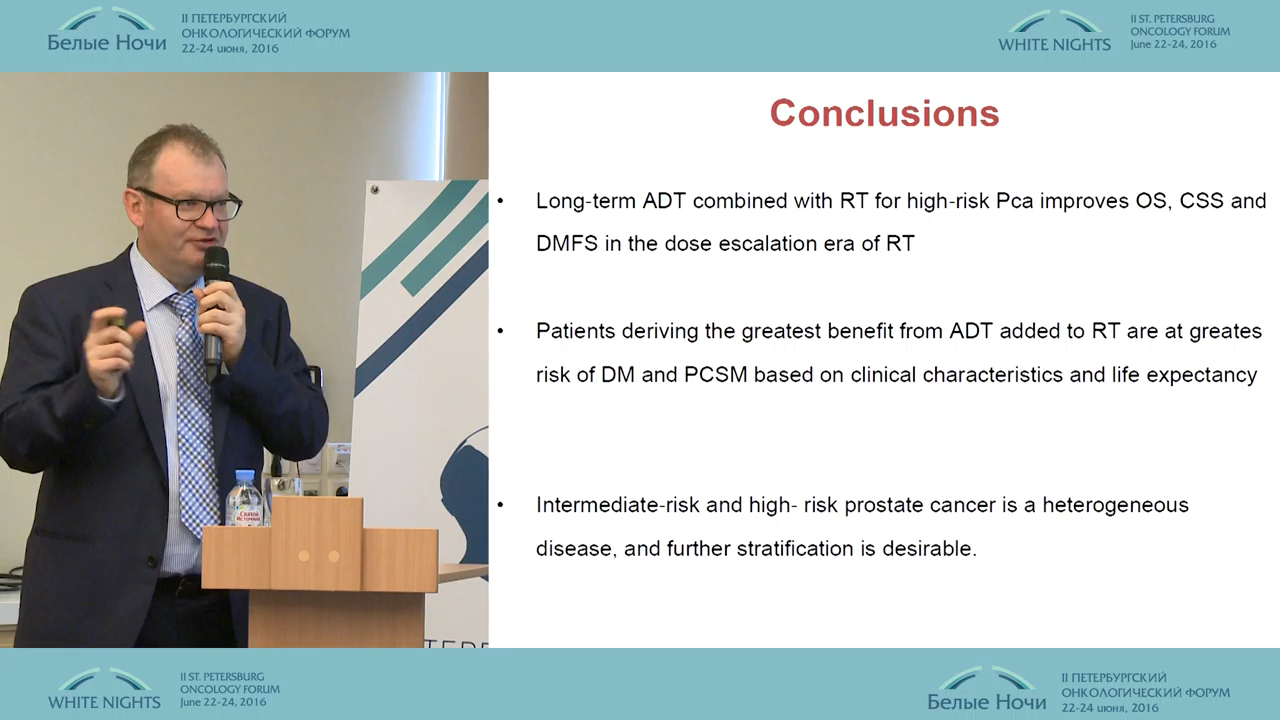 Белые Ночи
II ПЕТЕРБУРГСКИЙ
ОНКОЛОГИЧЕСКИЙ ФОРУМ
22-24 июня, 2016
WHITE NIGHTS
II ST. PETERSBURG
ONCOLOGY FORUM
June 22-24, 2016
Conclusions
• Long-term ADT combined with RT for high-risk Pca improves OS, CSS and
DMFS in the dose escalation era of RT
• Patients deriving the greatest benefit from ADT added to RT are at greates
risk of DM and PCSM based on clinical characteristics and life expectancy
• Intermediate-risk and high- risk prostate cancer is a heterogeneous
disease, and further stratification is desirable.
Святой
Источник
WHITE NIGHTS
II ST. PETERSBURG
ONCOLOGY FORUM
June 22-24, 2016
Белые Ночи
II ПЕТЕРБУРГСКИЙ
ОНКОЛОГИЧЕСКИЙ ФОРУМ
22-24 июня, 2016